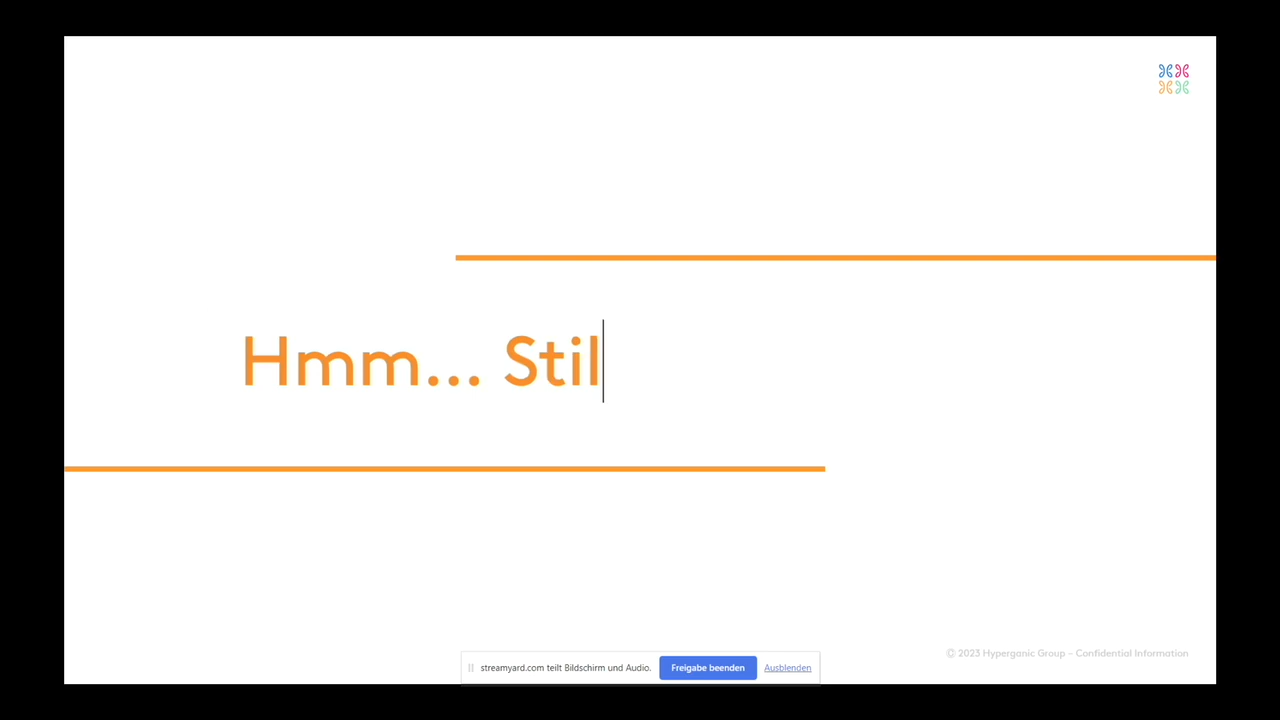 Hmm... Stil
© 2023 Hyperganic Group – Confidential Information
streamyard.com teilt Bildschirm und Audio. Freigabe beenden Ausblenden